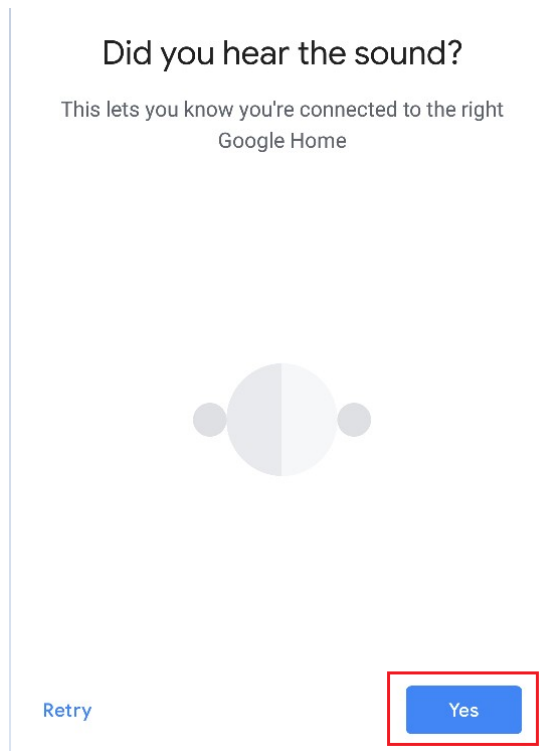 Did you hear the sound?
This lets you know you're connected to the right
Google Home
Retry
Yes